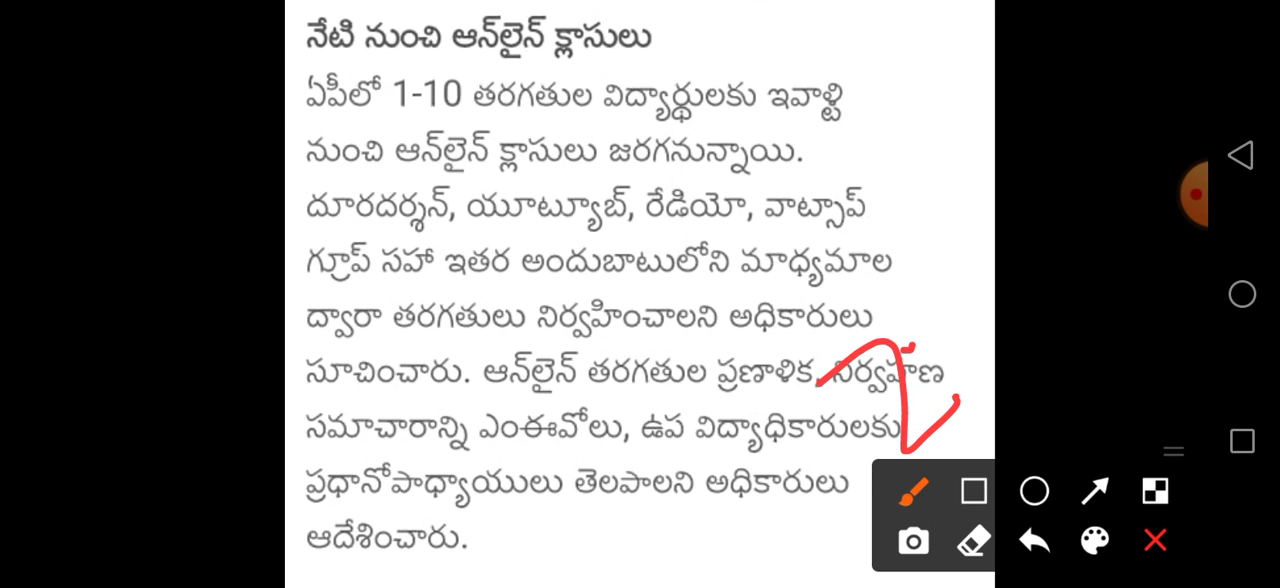 నేటి నుంచి ఆన్‌లైన్ క్లాసులు
ఏపీలో 1-10 తరగతుల విద్యార్థులకు ఇవాళ్టి
నుంచి ఆన్‌లైన్ క్లాసులు జరగనున్నాయి.
దూరదర్శన్, యూట్యూబ్, రేడియో, వాట్సాప్
గ్రూప్ సహా ఇతర అందుబాటులోని మాధ్యమాల
ద్వారా తరగతులు నిర్వహించాలని అధికారులు
సూచించారు. ఆన్‌లైన్ తరగతుల ప్రణాళిక, నిర్వహణ
సమాచారాన్ని ఎంఈవోలు, ఉప విద్యాధికారులకు
ప్రధానోపాధ్యాయులు తెలపాలని అధికారులు
ఆదేశించారు.